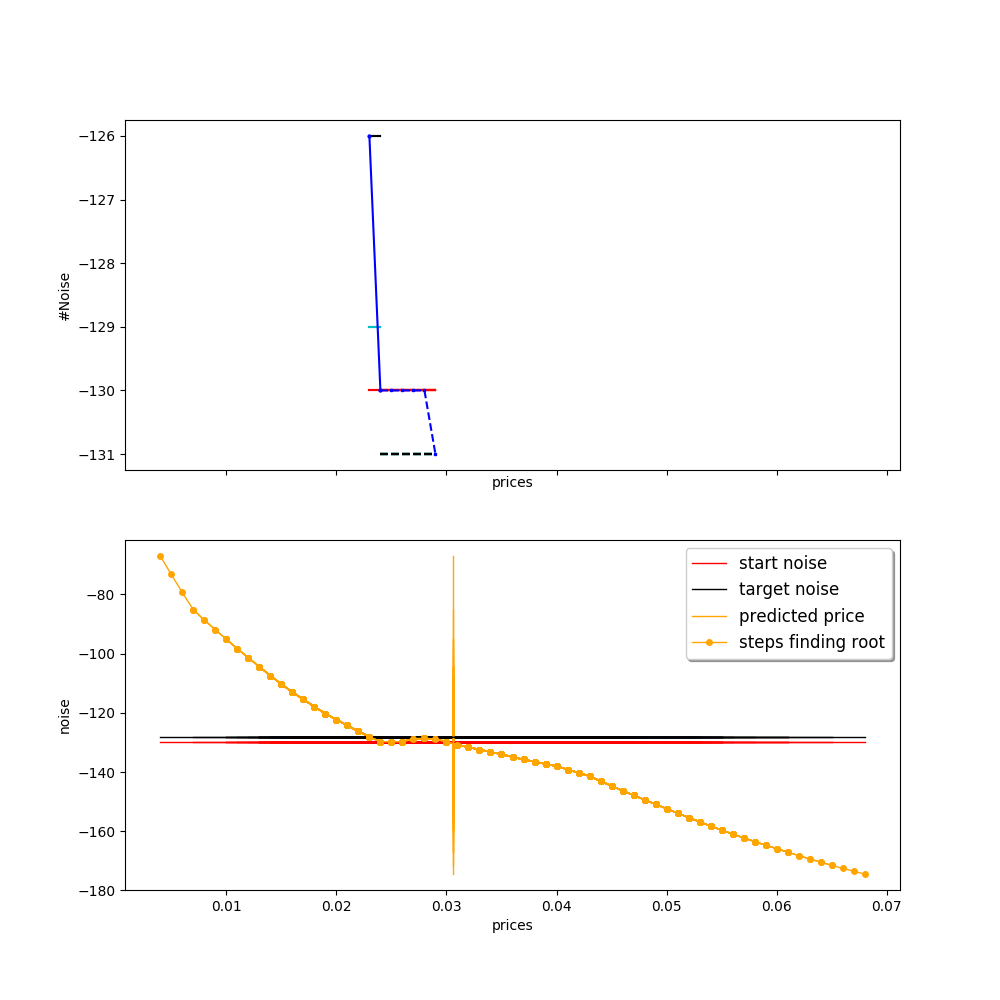 −126
−127
−128
−129
−130
−131
#Noise
prices
−80
−100
−120
−140
−160
−180
noise
start noise
target noise
predicted price
steps finding root
0.01 0.02 0.03 0.04 0.05 0.06 0.07
prices